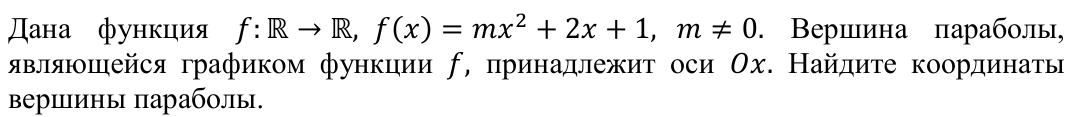 Дана функция 𝑓: ℝ → ℝ, 𝑓(𝑥) = 𝑚𝑥² + 2𝑥 + 1, 𝑚 ≠ 0. Вершина параболы,
являющейся графиком функции 𝑓, принадлежит оси 𝑂𝑥. Найдите координаты
вершины параболы.